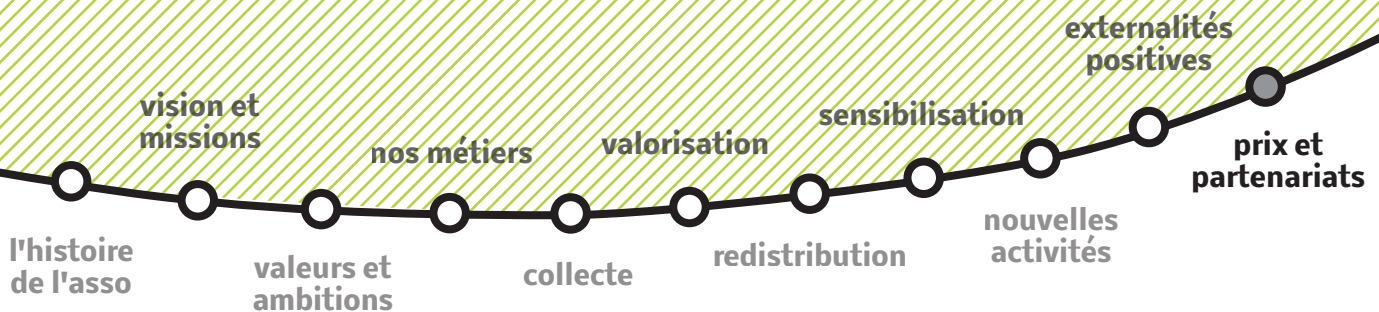 l'histoire
de l'asso
vision et
missions
valeurs et
ambitions
nos métiers
collecte
valorisation
redistribution
sensibilisation
nouvelles
activités
externalités
positives
prix et
partenariats